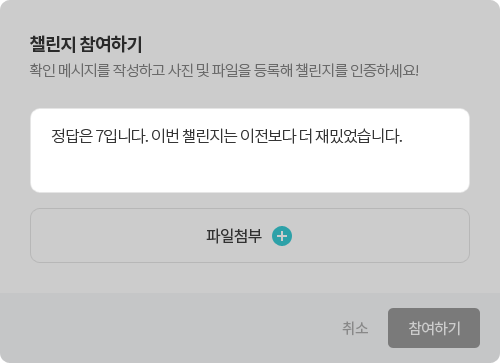 챌린지 참여하기
확인 메시지를 작성하고 사진 및 파일을 등록해 챌린지를 인증하세요!
정답은 7입니다. 이번 챌린지는 이전보다 더 재밌었습니다.
파일첨부
취소 참여하기